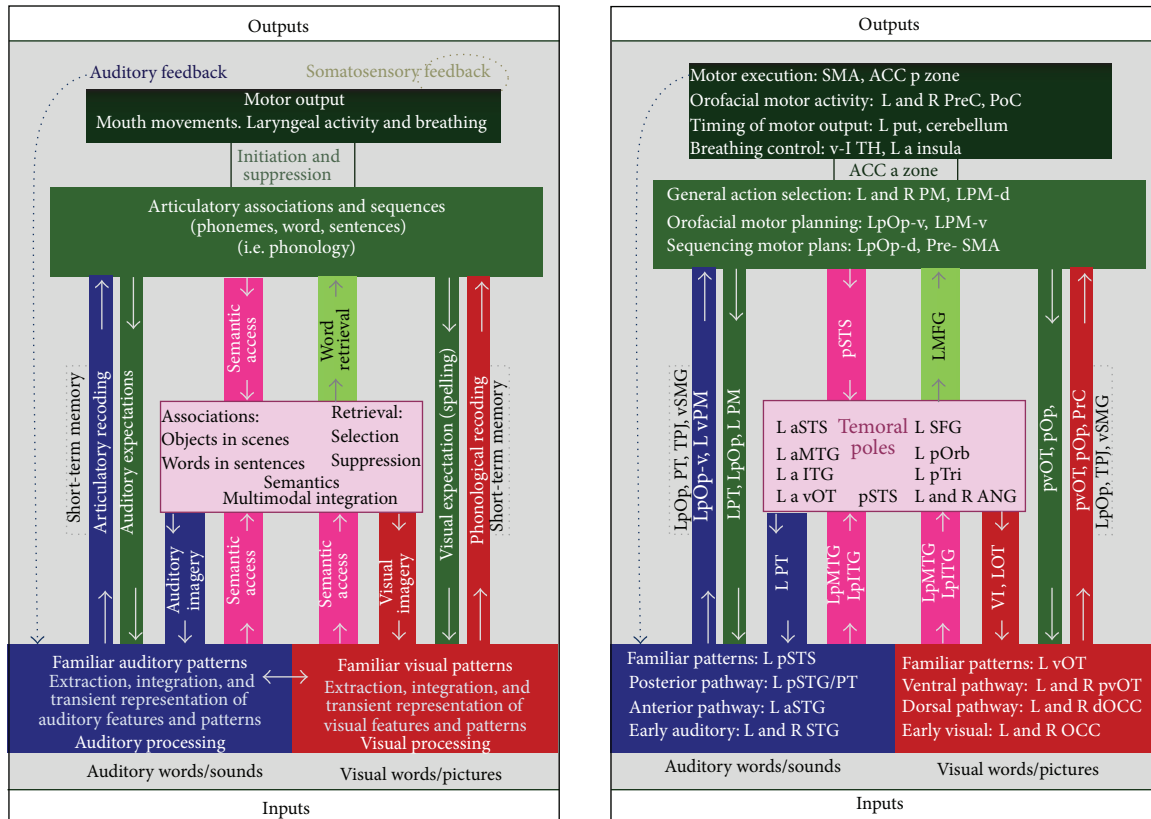 Outputs
Auditory feedback
Somatosensory feedback
Motor output
Mouth movements. Laryngeal activity and breathing
Initiation and
suppression
Articulatory associations and sequences
(phonemes, word, sentences)
(i.e. phonology)
Short-term memory
Articulatory recoding
Auditory expectations
Semantic
access
Word
retrieval
Visual expectation (spelling)
Phonological recoding
Short-term memory
Associations:
Objects in scenes
Words in sentences
Retrieval:
Selection
Suppression
Semantics
Multimodal integration
Auditory
imagery
Semantic
access
Semantic
access
Visual
imagery
Familiar auditory patterns
Extraction, integration, and
transient representation of
auditory features and patterns
Auditory processing
Familiar visual patterns
Extraction, integration, and
transient representation of
visual features and patterns
Visual processing
Auditory words/sounds
Visual words/pictures
Inputs
Outputs
Motor execution: SMA, ACC p zone
Orofacial motor activity: L and R PreC, PoC
Timing of motor output: L put, cerebellum
Breathing control: v-I TH, L a insula
ACC a zone
General action selection: L and R PM, LPM-d
Orofacial motor planning: LpOp-v, LPM-v
Sequencing motor plans: LpOp-d, Pre- SMA
LpOp, PT, TPJ, vSMG
LpOp-v, L vPM
LPT, LpOp, L PM
pSTS
LMFG
pvOT, pOp,
pvOT, pOp, PrC
LpOp, TPJ, vSMG
L aSTS
L aMTG
L a ITG
L a vOT
Temoral
poles
pSTS
L SFG
L pOrb
L pTri
L and R ANG
L PT
LpMTG
LpITG
LpMTG
LpITG
VI, LOT
Familiar patterns: L pSTS
Posterior pathway: L pSTG/PT
Anterior pathway: L aSTG
Early auditory: L and R STG
Familiar patterns: L vOT
Ventral pathway: L and R pvOT
Dorsal pathway: L and R dOCC
Early visual: L and R OCC
Auditory words/sounds
Visual words/pictures
Inputs